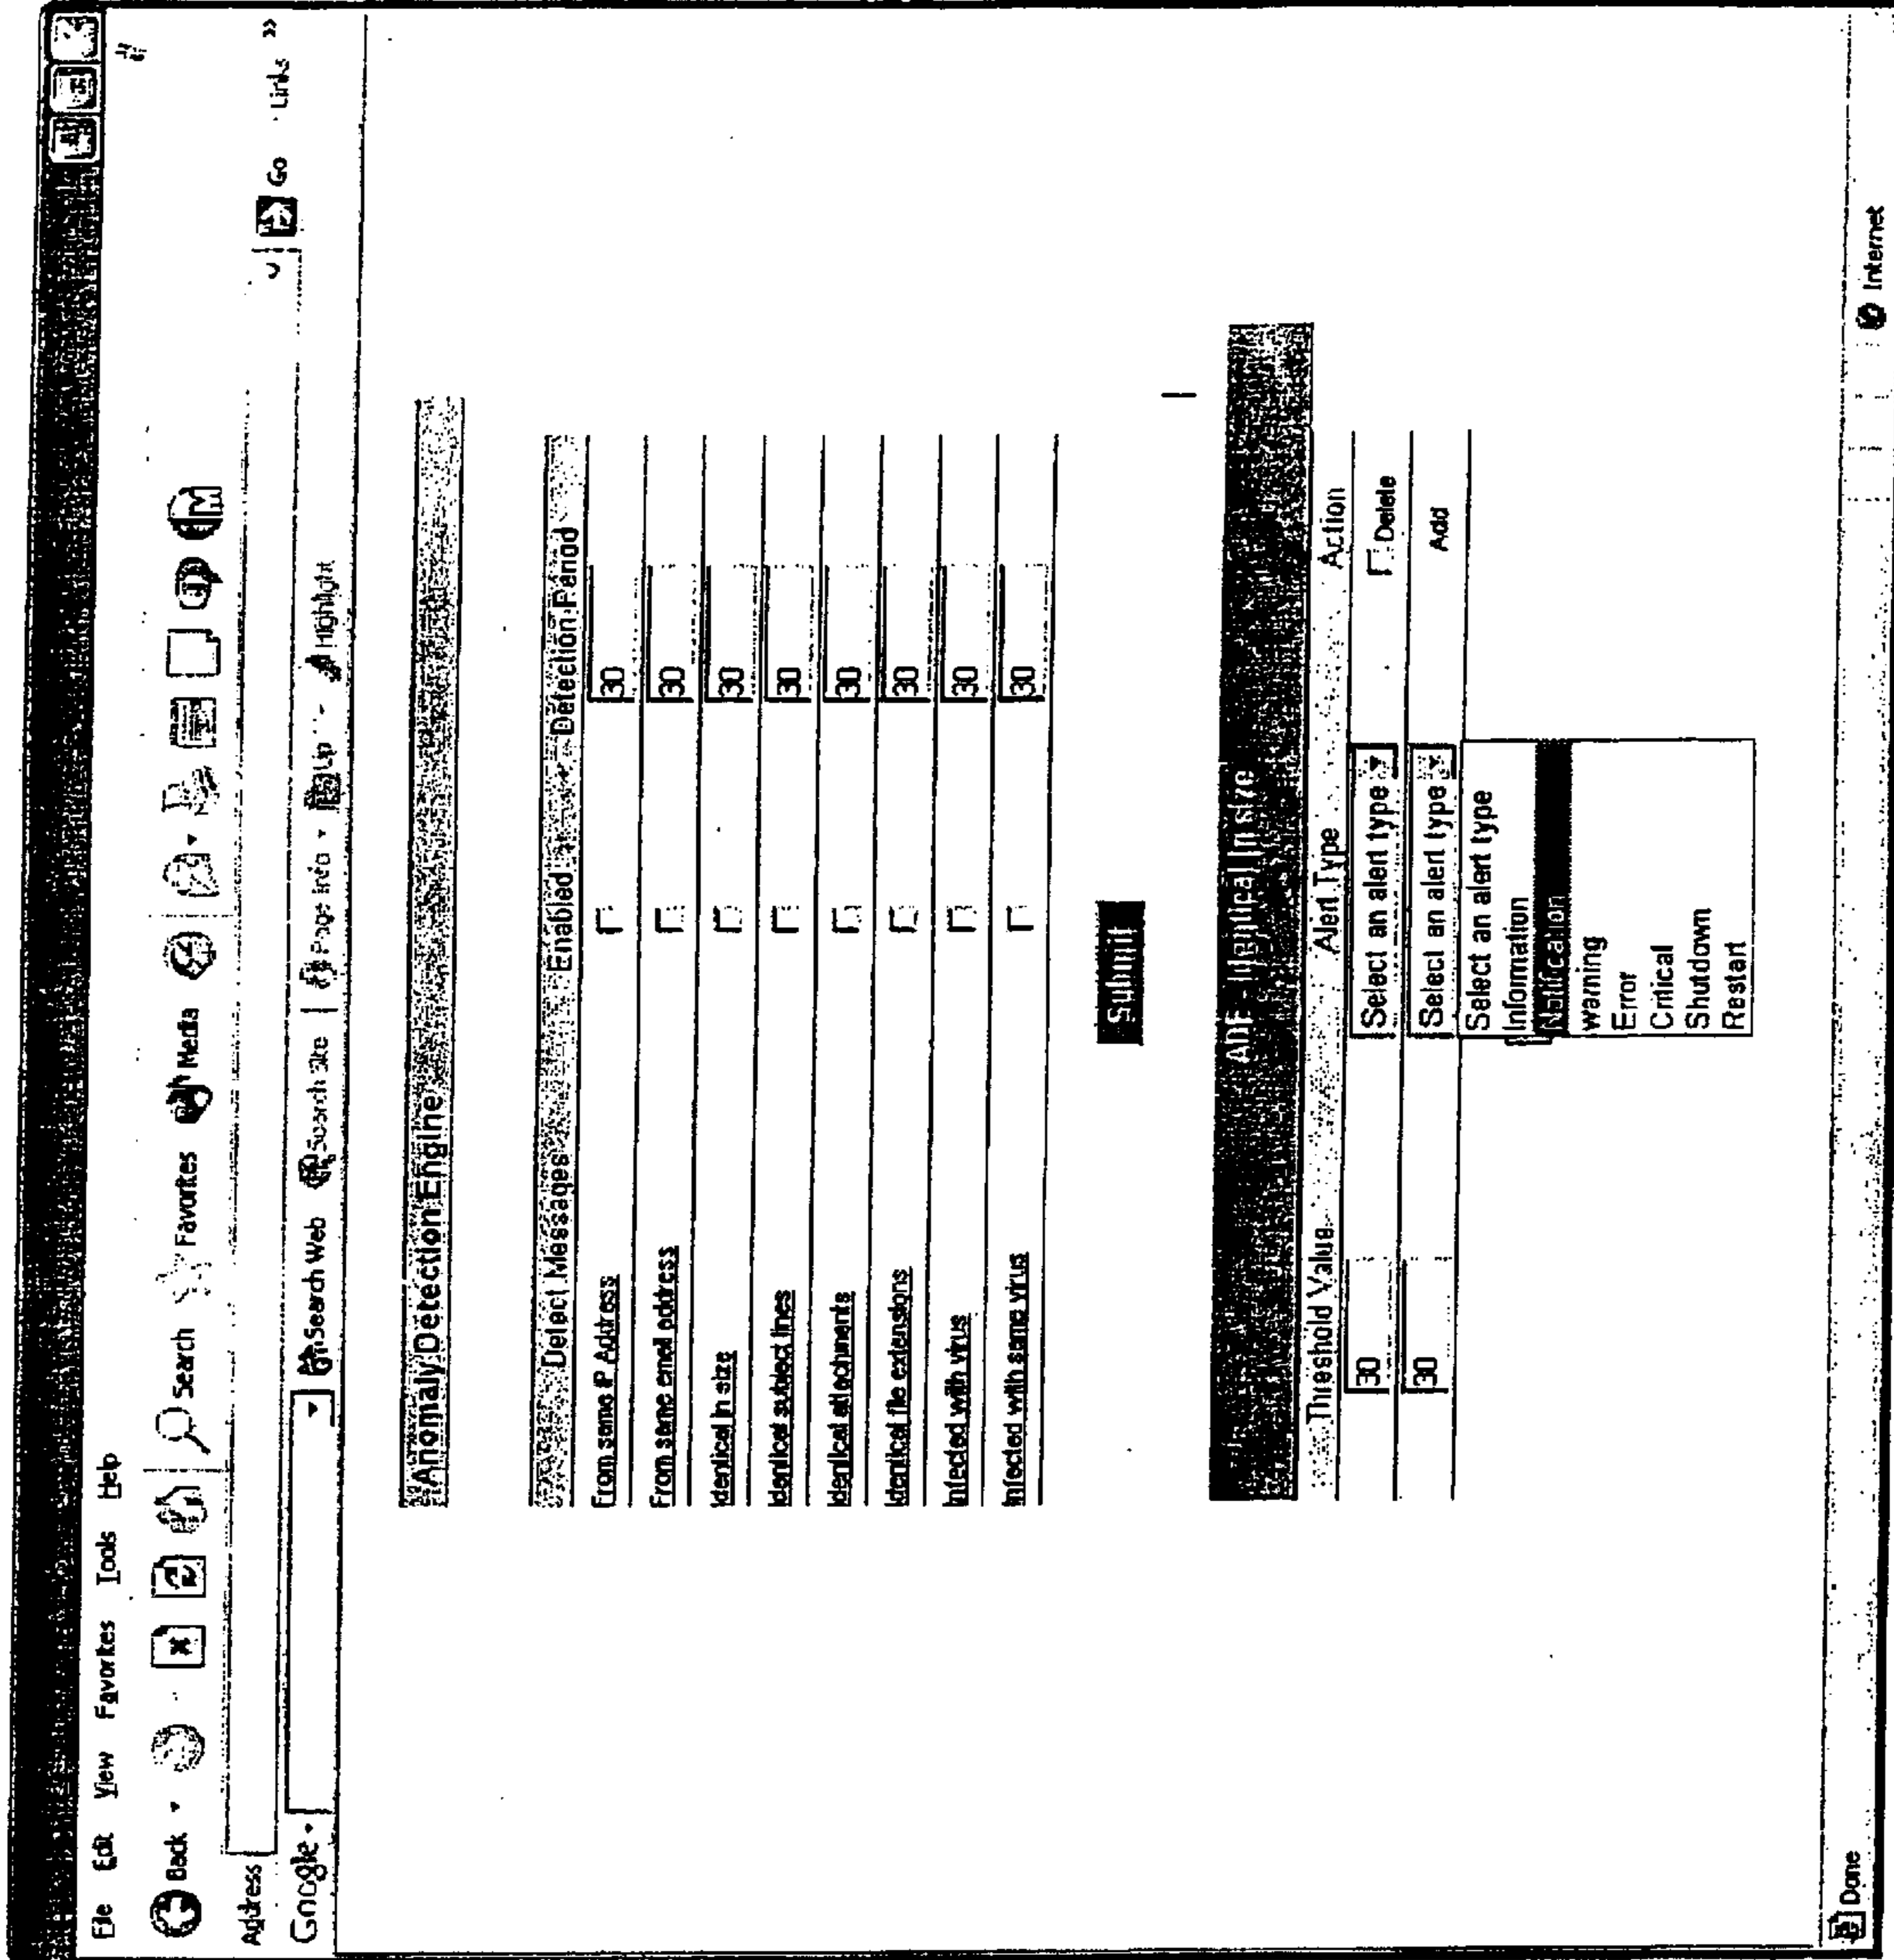 File Edit View Favorites Tools Help
Back Search Favorites Media
Address Go Links »
Google Search Web Search Site Page Info Up Highlight
Anomaly Detection Engine
Detect Messages Enabled Detection Period
From same IP Address 30
From same email address 30
Identical in size 30
Identical subject lines 30
Identical attachments 30
Identical file extensions 30
Infected with virus 30
Infected with same virus 30
Submit
ADE - Identical in size
Threshold Value Alert Type Action
30 Select an alert type Delete
30 Select an alert type Add
Select an alert type
Information
Notification
warning
Error
Critical
Shutdown
Restart
Done Internet